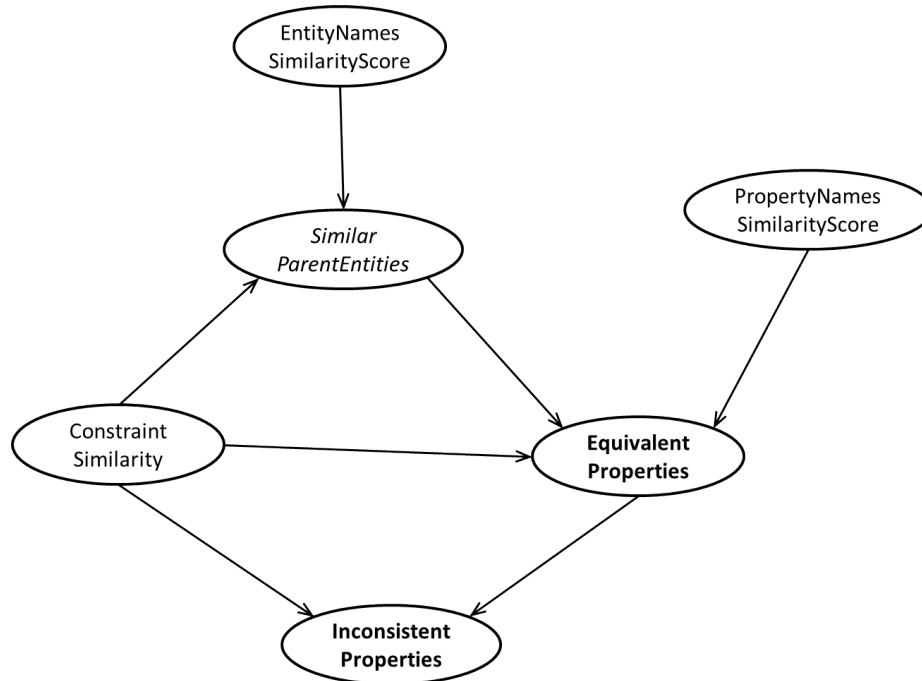 EntityNames
SimilarityScore
PropertyNames
SimilarityScore
Similar
ParentEntities
Constraint
Similarity
Equivalent
Properties
Inconsistent
Properties